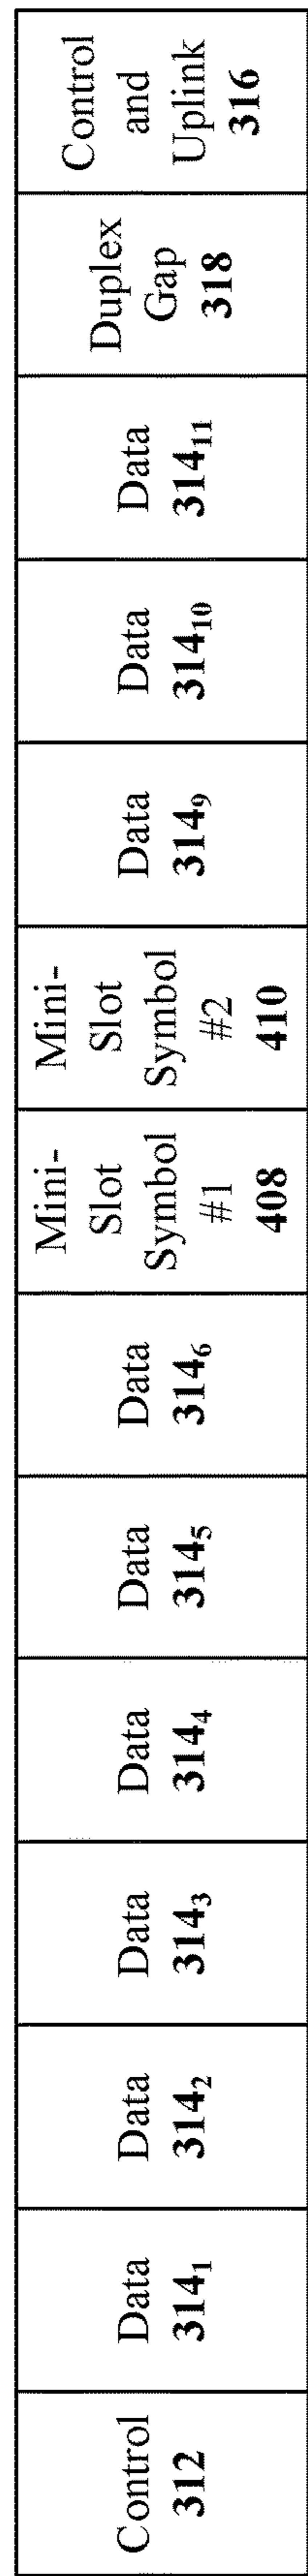 Control
312
Data
314₁
Data
314₂
Data
314₃
Data
314₄
Data
314₅
Data
314₆
Mini-
Slot
Symbol
#1
408
Mini-
Slot
Symbol
#2
410
Data
314₉
Data
314₁₀
Data
314₁₁
Duplex
Gap
318
Control
and
Uplink
316